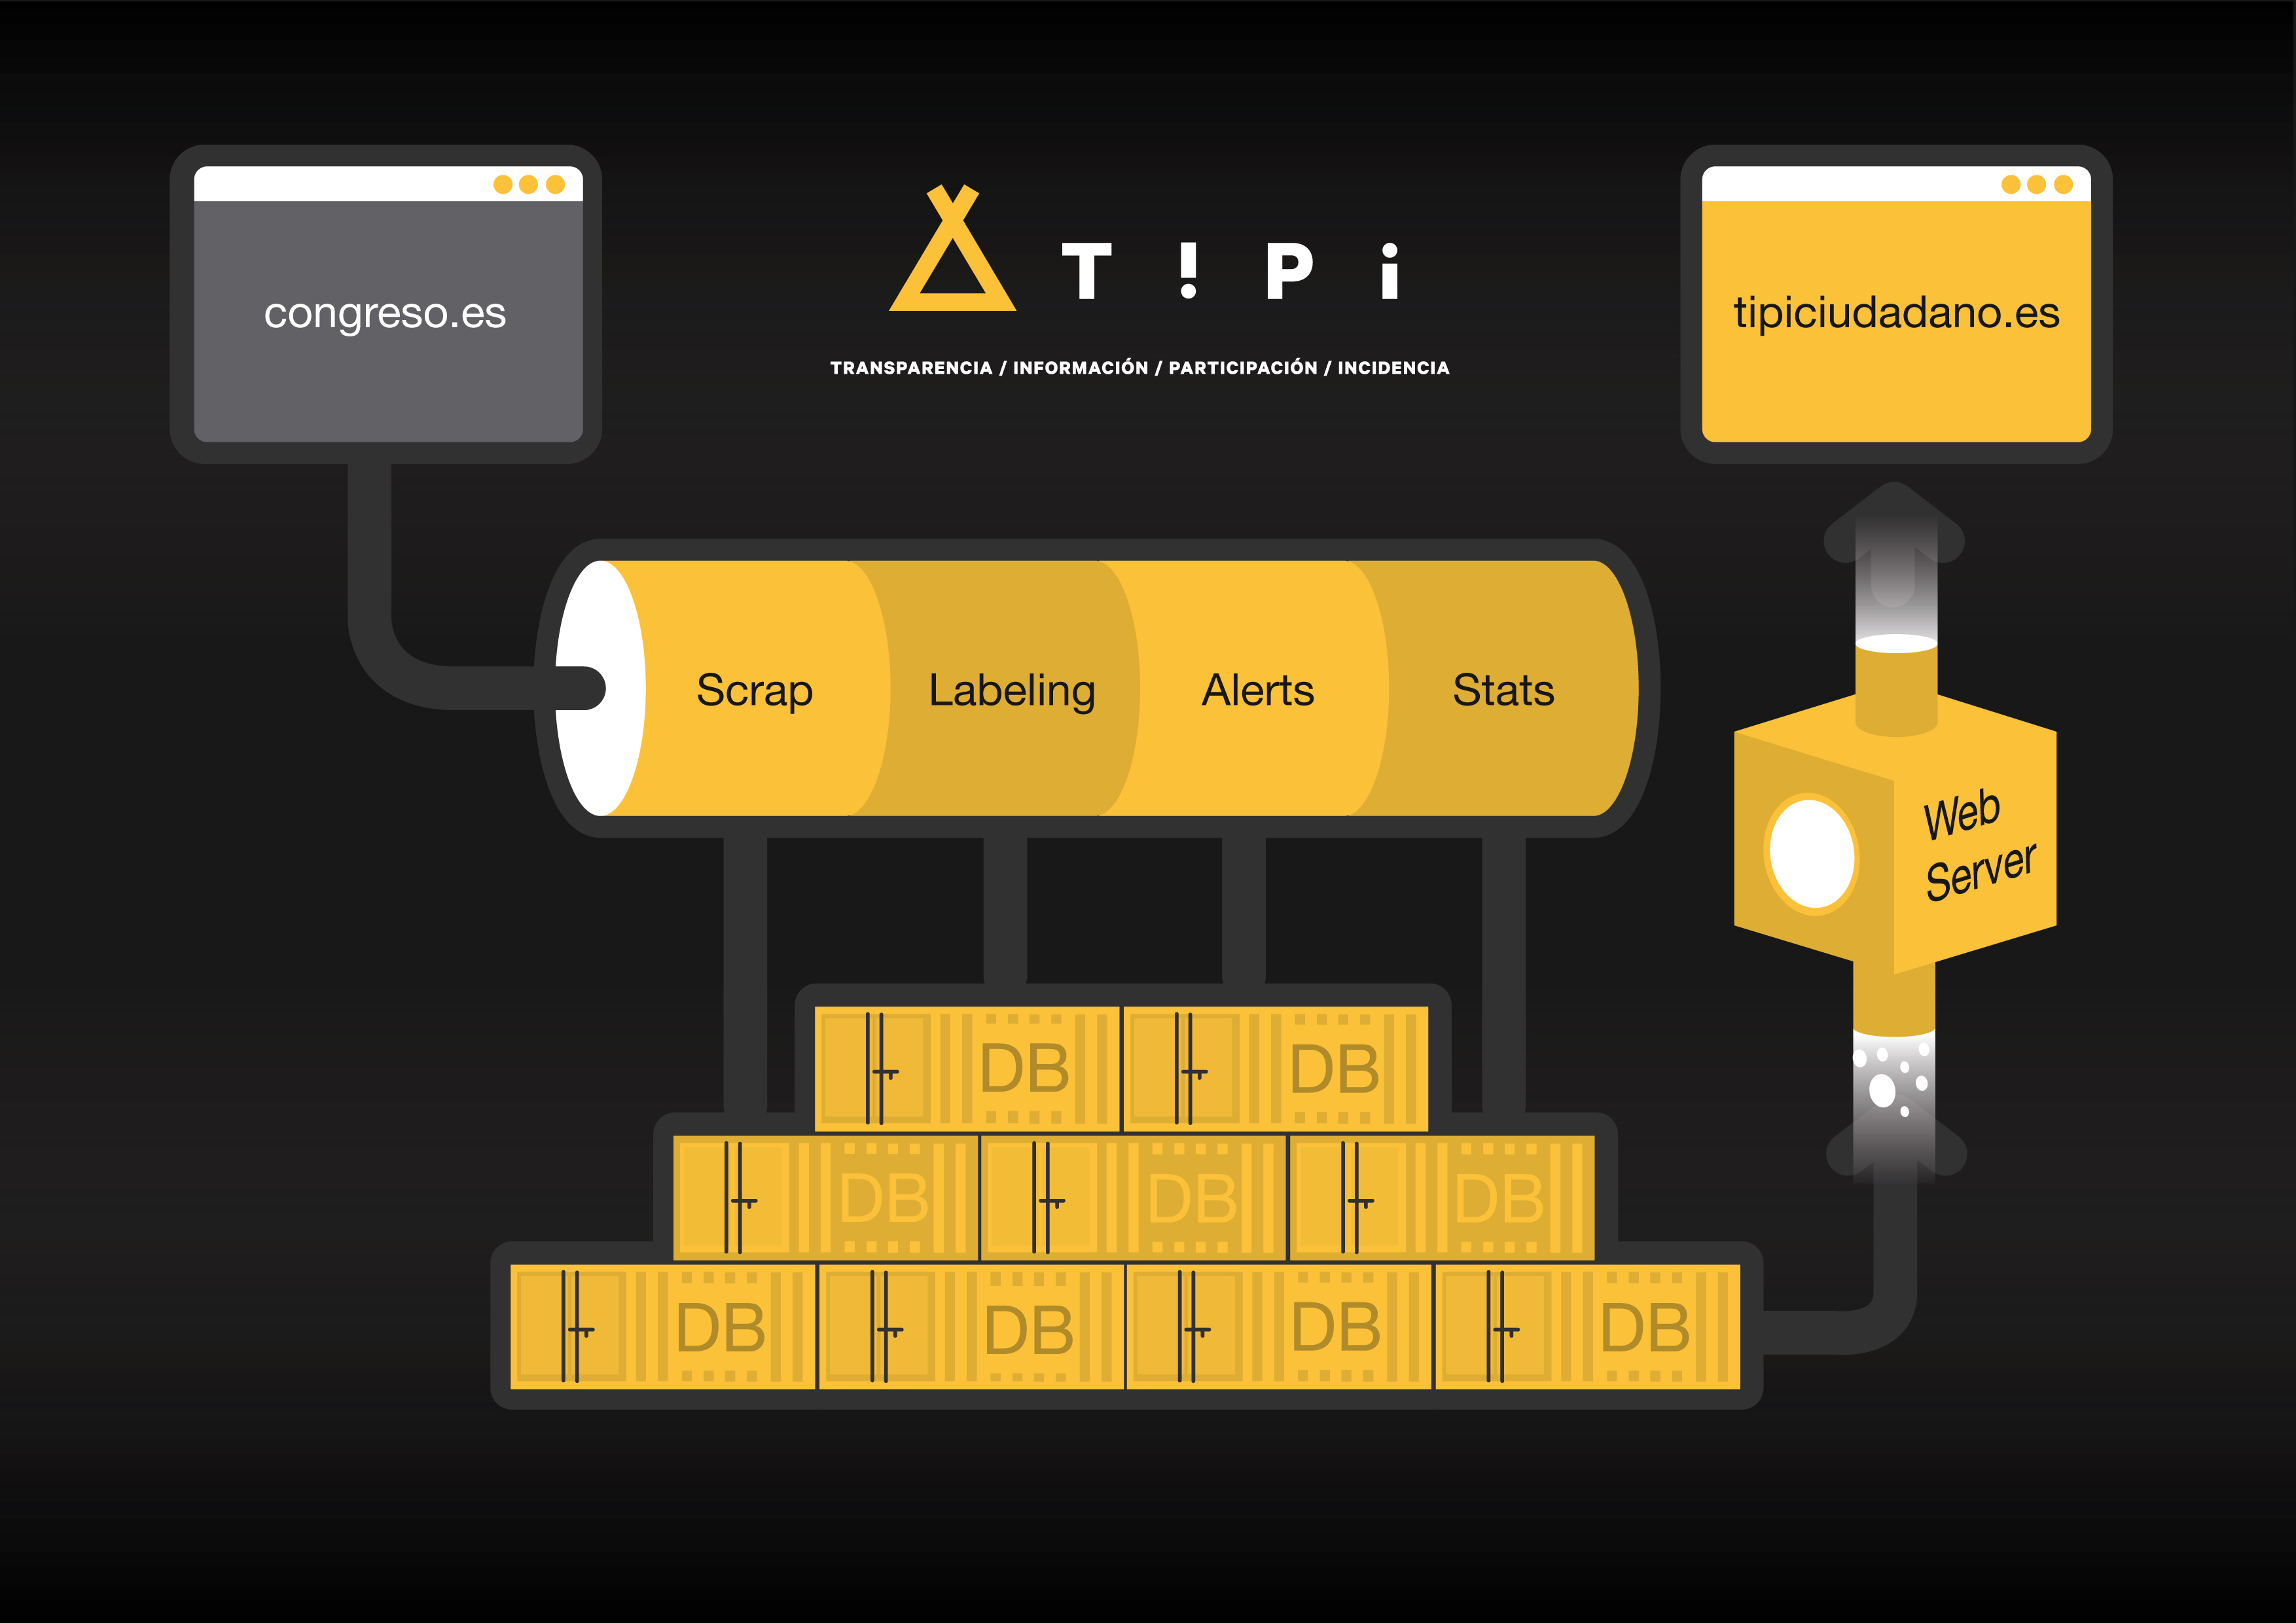 congreso.es
T!Pi
TRANSPARENCIA / INFORMACIÓN / PARTICIPACIÓN / INCIDENCIA
tipiciudadano.es
Scrap
Labeling
Alerts
Stats
Web
Server
DB
DB
DB
DB
DB
DB
DB
DB
DB